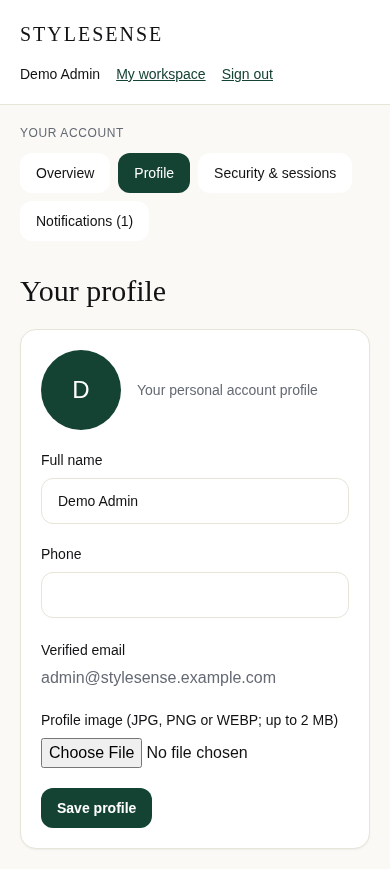 STYLESENSE
Demo Admin My workspace Sign out
YOUR ACCOUNT
Overview Profile Security & sessions
Notifications (1)
Your profile
D
Your personal account profile
Full name
Demo Admin
Phone
Verified email
admin@stylesense.example.com
Profile image (JPG, PNG or WEBP; up to 2 MB)
Choose File No file chosen
Save profile